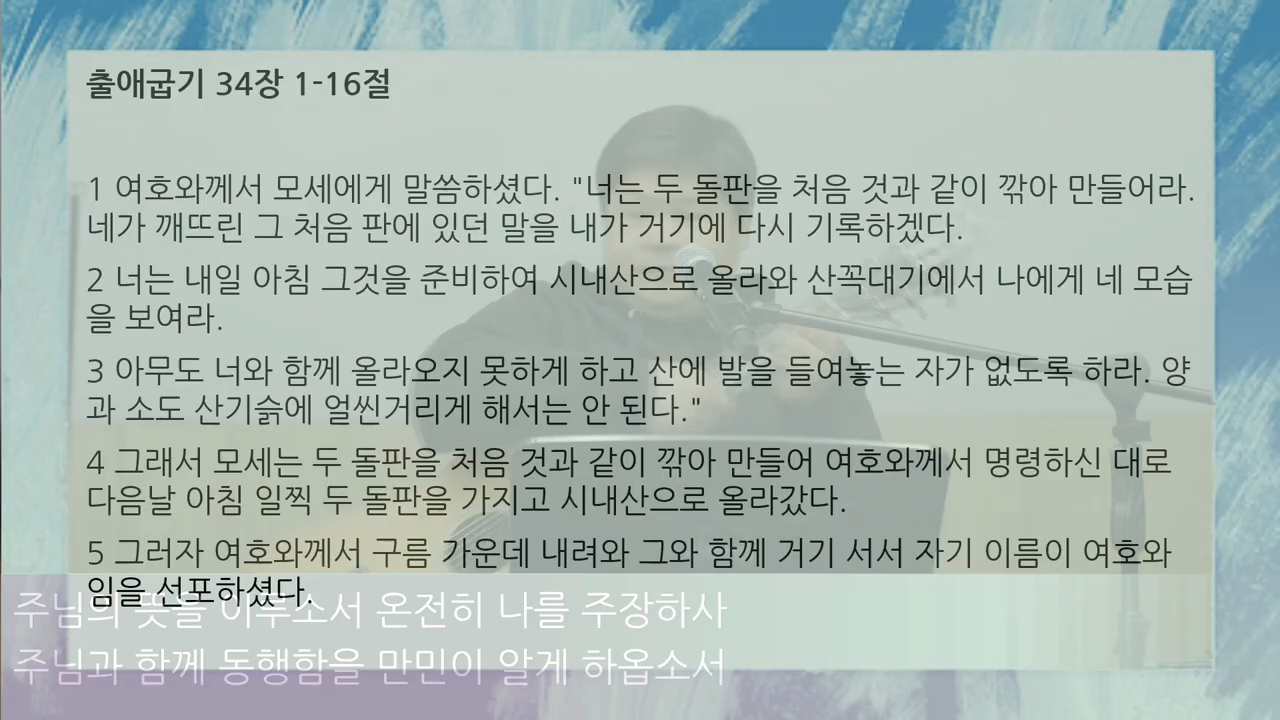 출애굽기 34장 1-16절
1 여호와께서 모세에게 말씀하셨다. "너는 두 돌판을 처음 것과 같이 깎아 만들어라.
네가 깨뜨린 그 처음 판에 있던 말을 내가 거기에 다시 기록하겠다.
2 너는 내일 아침 그것을 준비하여 시내산으로 올라와 산꼭대기에서 나에게 네 모습
을 보여라.
3 아무도 너와 함께 올라오지 못하게 하고 산에 발을 들여놓는 자가 없도록 하라. 양
과 소도 산기슭에 얼씬거리게 해서는 안 된다."
4 그래서 모세는 두 돌판을 처음 것과 같이 깎아 만들어 여호와께서 명령하신 대로
다음날 아침 일찍 두 돌판을 가지고 시내산으로 올라갔다.
5 그러자 여호와께서 구름 가운데 내려와 그와 함께 거기 서서 자기 이름이 여호와
임을 선포하셨다.
주님의 뜻을 이루소서 온전히 나를 주장하사
주님과 함께 동행함을 만민이 알게 하옵소서